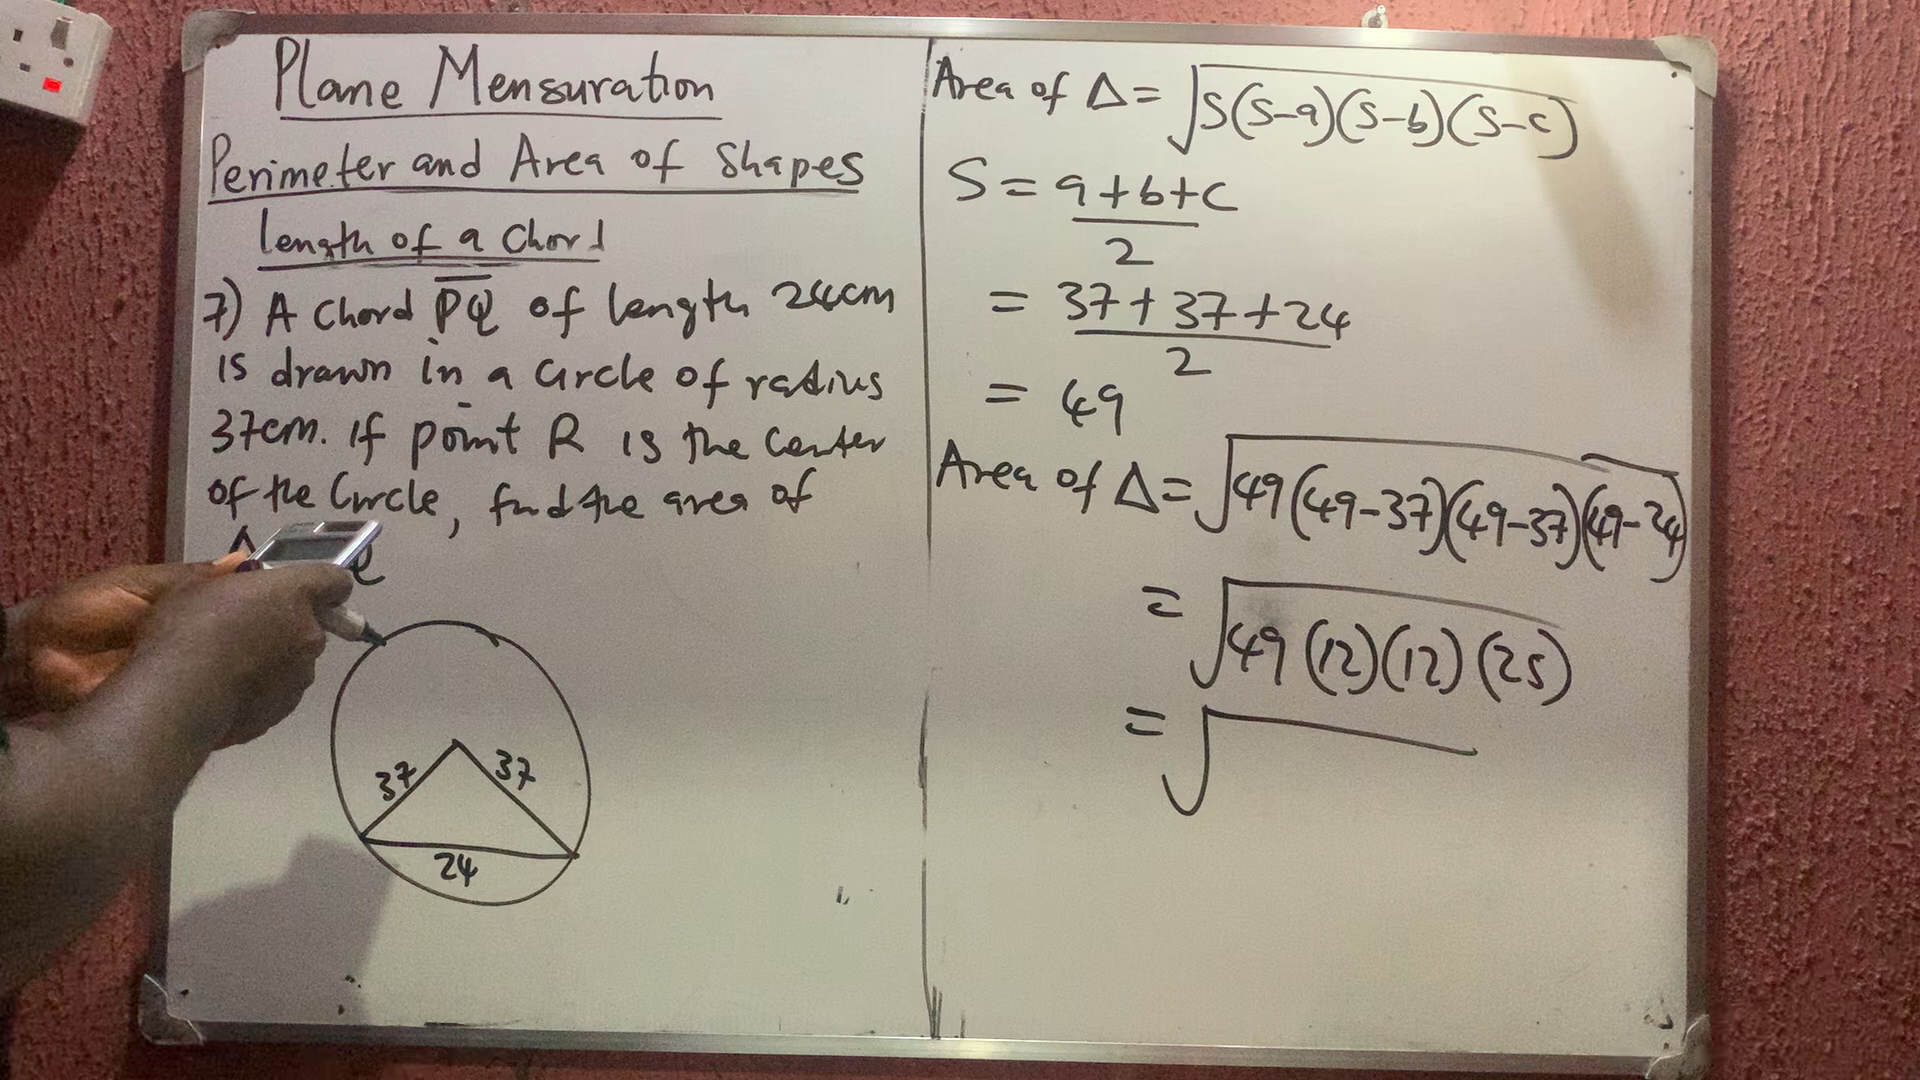 Plane Mensuration
Perimeter and Area of Shapes
length of a Chord
7) A Chord P̅Q̅ of length 24cm
is drawn in a circle of radius
37cm. If point R is the Center
of the Circle, find the area of
Δ
37
37
24
Area of Δ = √S(S-a)(S-b)(S-c)
S = a+b+c
2
= 37+37+24
2
= 49
Area of Δ = √49(49-37)(49-37)(49-24)
= √49(12)(12)(25)
= √